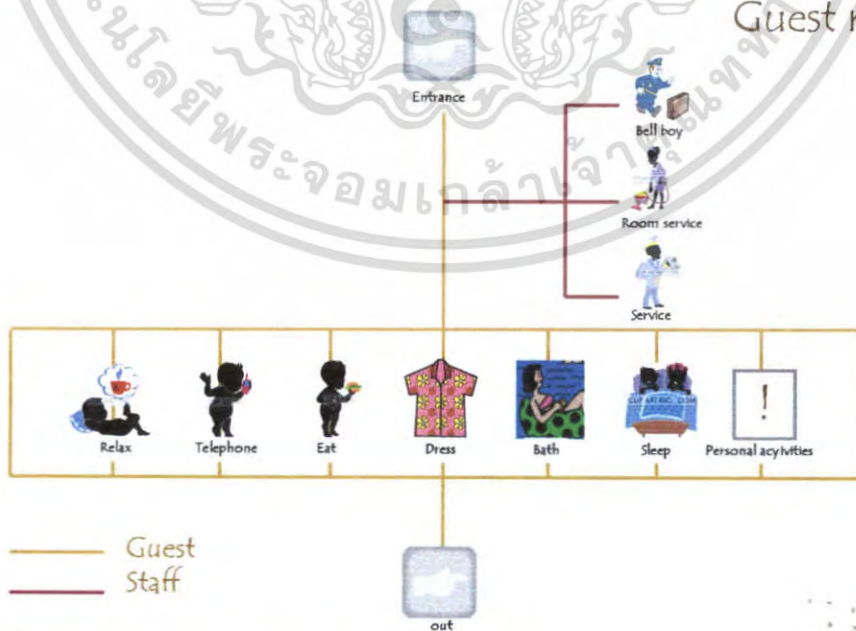 Guest r
Entrance
Bell boy
Room service
Service
Relax
Telephone
Eat
Dress
Bath
Sleep
Personal acyivities
Guest
Staff
out